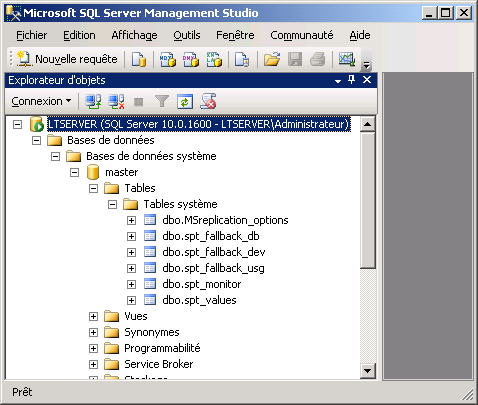 Microsoft SQL Server Management Studio
Fichier Edition Affichage Outils Fenêtre Communauté Aide
Nouvelle requête
Explorateur d'objets
Connexion
LTSERVER (SQL Server 10.0.1600 - LTSERVER\Administrateur)
Bases de données
Bases de données système
master
Tables
Tables système
dbo.MSreplication_options
dbo.spt_fallback_db
dbo.spt_fallback_dev
dbo.spt_fallback_usg
dbo.spt_monitor
dbo.spt_values
Vues
Synonymes
Programmabilité
Service Broker
Stockage
Prêt